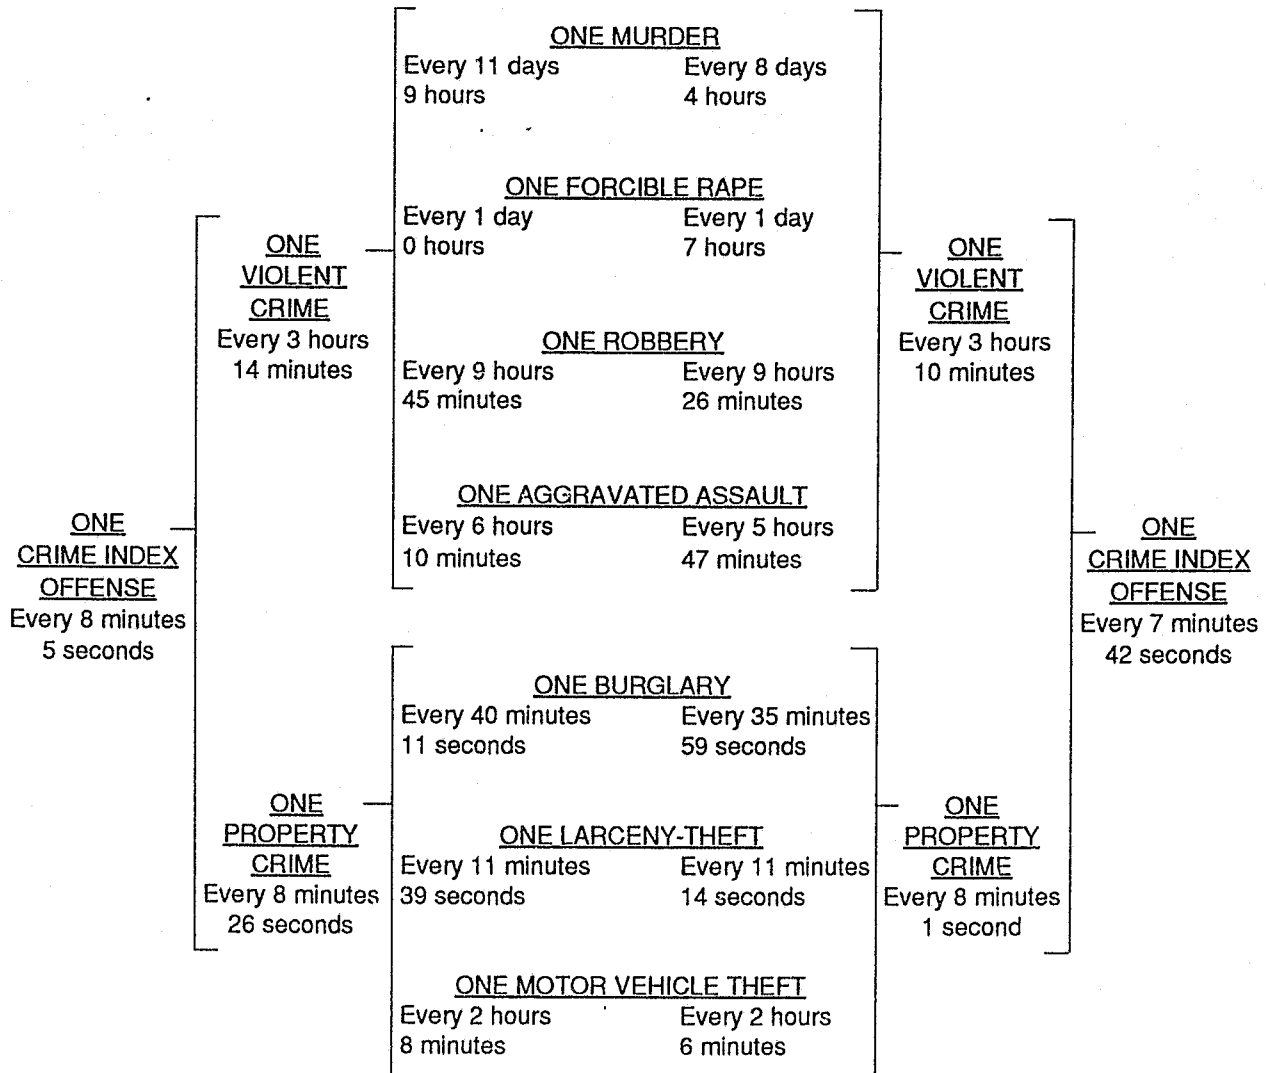 ONE MURDER
Every 11 days Every 8 days
9 hours 4 hours
ONE FORCIBLE RAPE
Every 1 day Every 1 day
0 hours 7 hours
ONE ROBBERY
Every 9 hours Every 9 hours
45 minutes 26 minutes
ONE AGGRAVATED ASSAULT
Every 6 hours Every 5 hours
10 minutes 47 minutes
ONE
VIOLENT
CRIME
Every 3 hours
14 minutes
ONE
VIOLENT
CRIME
Every 3 hours
10 minutes
ONE
CRIME INDEX
OFFENSE
Every 8 minutes
5 seconds
ONE
CRIME INDEX
OFFENSE
Every 7 minutes
42 seconds
ONE BURGLARY
Every 40 minutes Every 35 minutes
11 seconds 59 seconds
ONE LARCENY-THEFT
Every 11 minutes Every 11 minutes
39 seconds 14 seconds
ONE MOTOR VEHICLE THEFT
Every 2 hours Every 2 hours
8 minutes 6 minutes
ONE
PROPERTY
CRIME
Every 8 minutes
26 seconds
ONE
PROPERTY
CRIME
Every 8 minutes
1 second